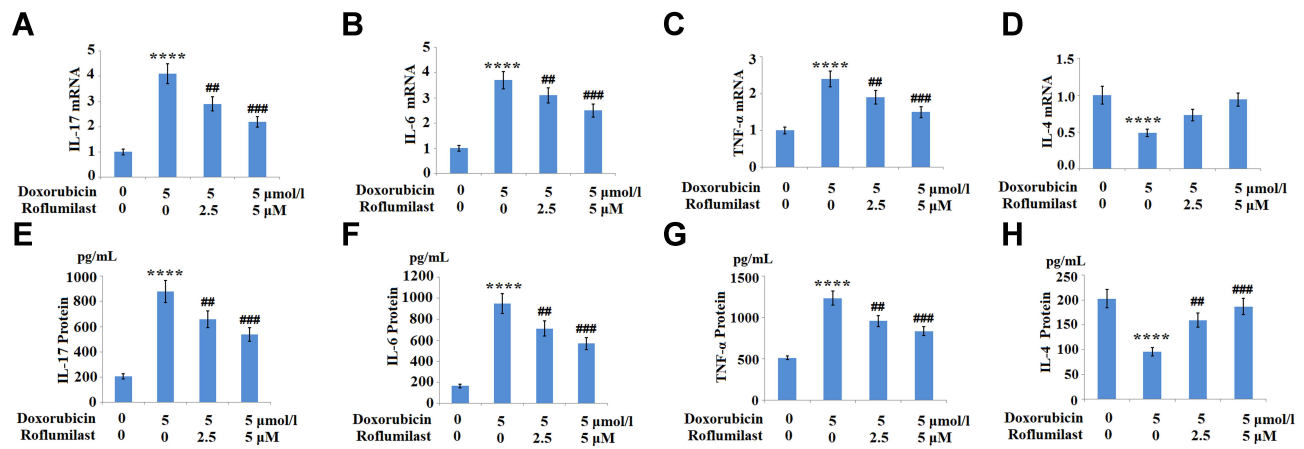 A
IL-17 mRNA
5
4
3
2
1
0
****
##
###
Doxorubicin 0 5 5 5 μmol/l
Roflumilast 0 0 2.5 5 μM
B
IL-6 mRNA
5
4
3
2
1
0
****
##
###
Doxorubicin 0 5 5 5 μmol/l
Roflumilast 0 0 2.5 5 μM
C
TNF-α mRNA
3
2
1
0
****
##
###
Doxorubicin 0 5 5 5 μmol/l
Roflumilast 0 0 2.5 5 μM
D
IL-4 mRNA
1.5
1.0
0.5
0.0
****
Doxorubicin 0 5 5 5 μmol/l
Roflumilast 0 0 2.5 5 μM
E
pg/mL
IL-17 Protein
1000
800
600
400
200
0
****
##
###
Doxorubicin 0 5 5 5 μmol/l
Roflumilast 0 0 2.5 5 μM
F
pg/mL
IL-6 Protein
1200
1000
800
600
400
200
0
****
##
###
Doxorubicin 0 5 5 5 μmol/l
Roflumilast 0 0 2.5 5 μM
G
pg/mL
TNF-α Protein
1500
1000
500
0
****
##
###
Doxorubicin 0 5 5 5 μmol/l
Roflumilast 0 0 2.5 5 μM
H
pg/mL
IL-4 Protein
250
200
150
100
50
0
****
##
###
Doxorubicin 0 5 5 5 μmol/l
Roflumilast 0 0 2.5 5 μM